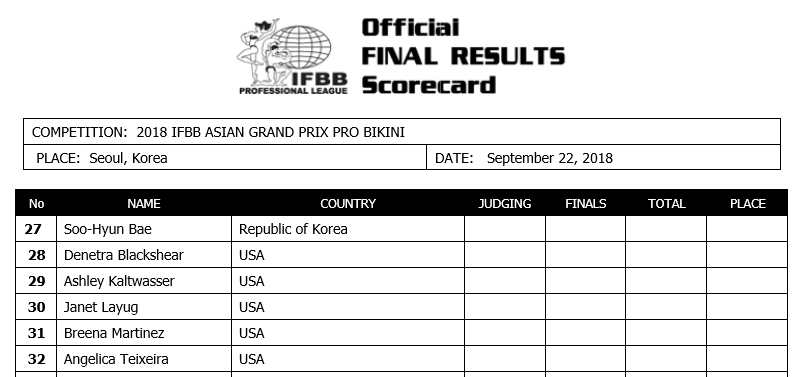 Official
FINAL RESULTS
Scorecard
IFBB
PROFESSIONAL LEAGUE
COMPETITION: 2018 IFBB ASIAN GRAND PRIX PRO BIKINI
PLACE: Seoul, Korea DATE: September 22, 2018
No NAME COUNTRY JUDGING FINALS TOTAL PLACE
27 Soo-Hyun Bae Republic of Korea
28 Denetra Blackshear USA
29 Ashley Kaltwasser USA
30 Janet Layug USA
31 Breena Martinez USA
32 Angelica Teixeira USA